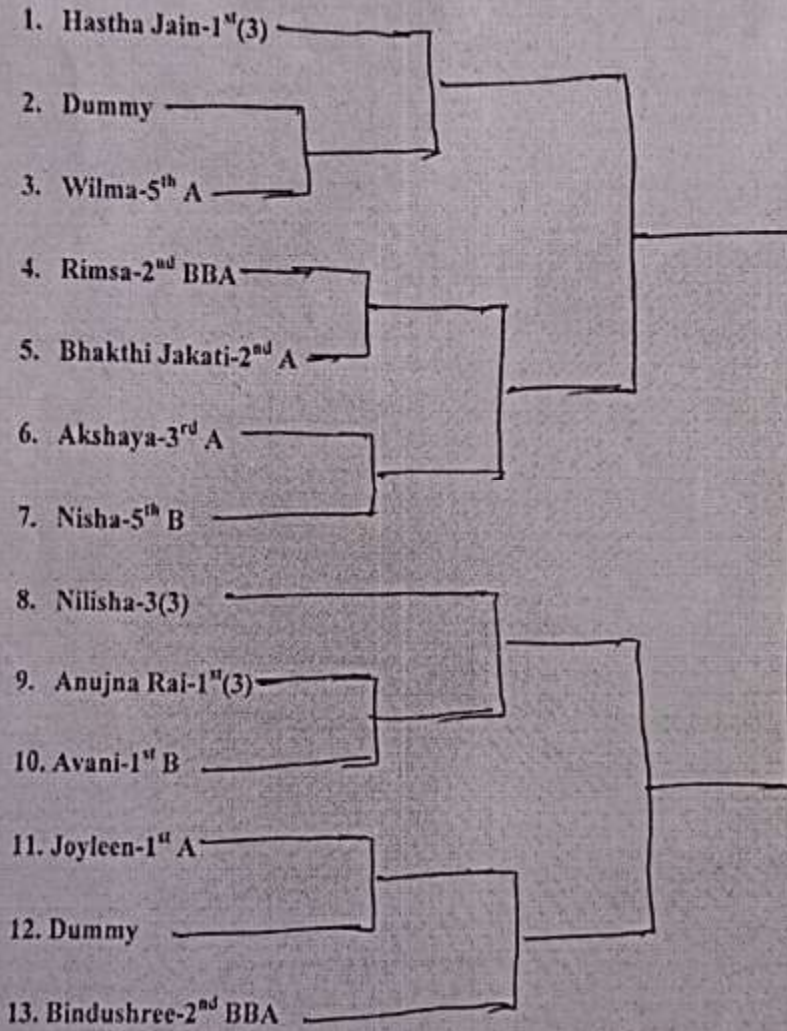 1. Hastha Jain-1st(3)
2. Dummy
3. Wilma-5th A
4. Rimsa-2nd BBA
5. Bhakthi Jakati-2nd A
6. Akshaya-3rd A
7. Nisha-5th B
8. Nilisha-3(3)
9. Anujna Rai-1st(3)
10. Avani-1st B
11. Joyleen-1st A
12. Dummy
13. Bindushree-2nd BBA